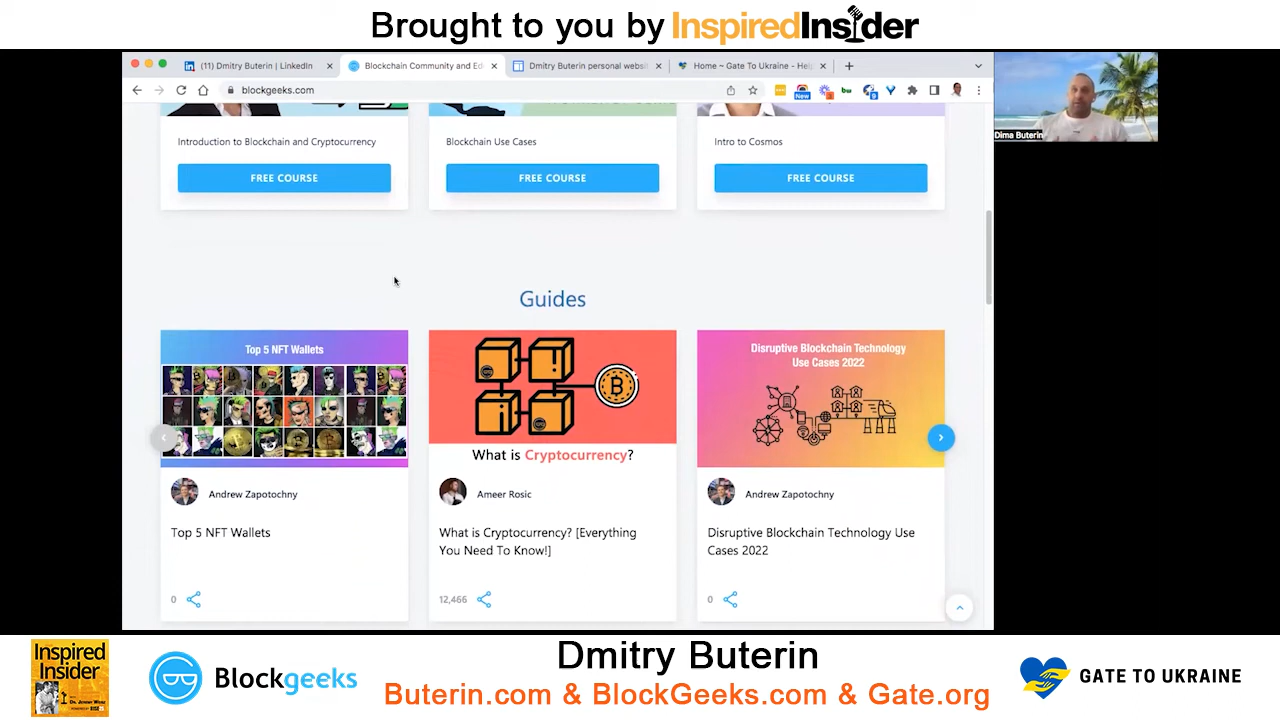 Brought to you by InspiredInsider
(11) Dmitry Buterin | LinkedIn
Blockchain Community and Ed
Dmitry Buterin personal websi
Home ~ Gate To Ukraine - Hel
blockgeeks.com
New
Dima Buterin
Introduction to Blockchain and Cryptocurrency
Blockchain Use Cases
Intro to Cosmos
FREE COURSE
FREE COURSE
FREE COURSE
Guides
Top 5 NFT Wallets
What is Cryptocurrency?
Disruptive Blockchain Technology
Use Cases 2022
Andrew Zapotochny
Ameer Rosic
Andrew Zapotochny
Top 5 NFT Wallets
What is Cryptocurrency? [Everything
You Need To Know!]
Disruptive Blockchain Technology Use
Cases 2022
0
12,466
0
Inspired
Insider
Blockgeeks
Dmitry Buterin
Buterin.com & BlockGeeks.com & Gate.org
GATE TO UKRAINE